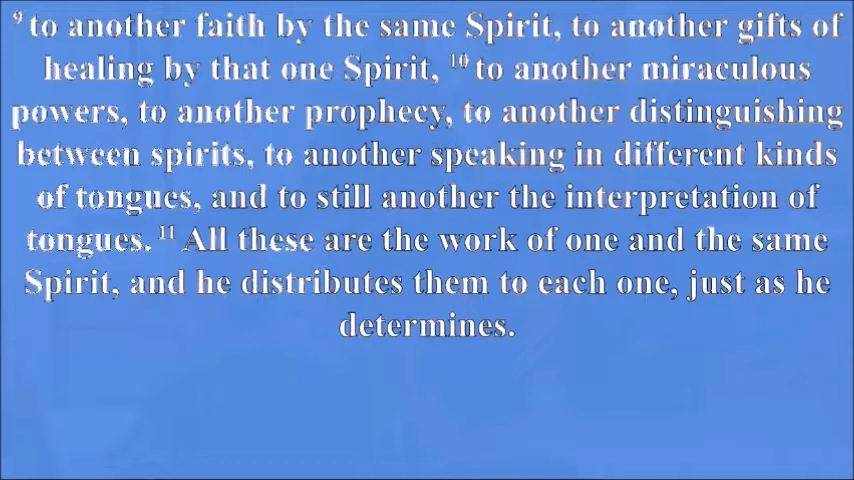 ⁹ to another faith by the same Spirit, to another gifts of
healing by that one Spirit, ¹⁰ to another miraculous
powers, to another prophecy, to another distinguishing
between spirits, to another speaking in different kinds
of tongues, and to still another the interpretation of
tongues. ¹¹ All these are the work of one and the same
Spirit, and he distributes them to each one, just as he
determines.